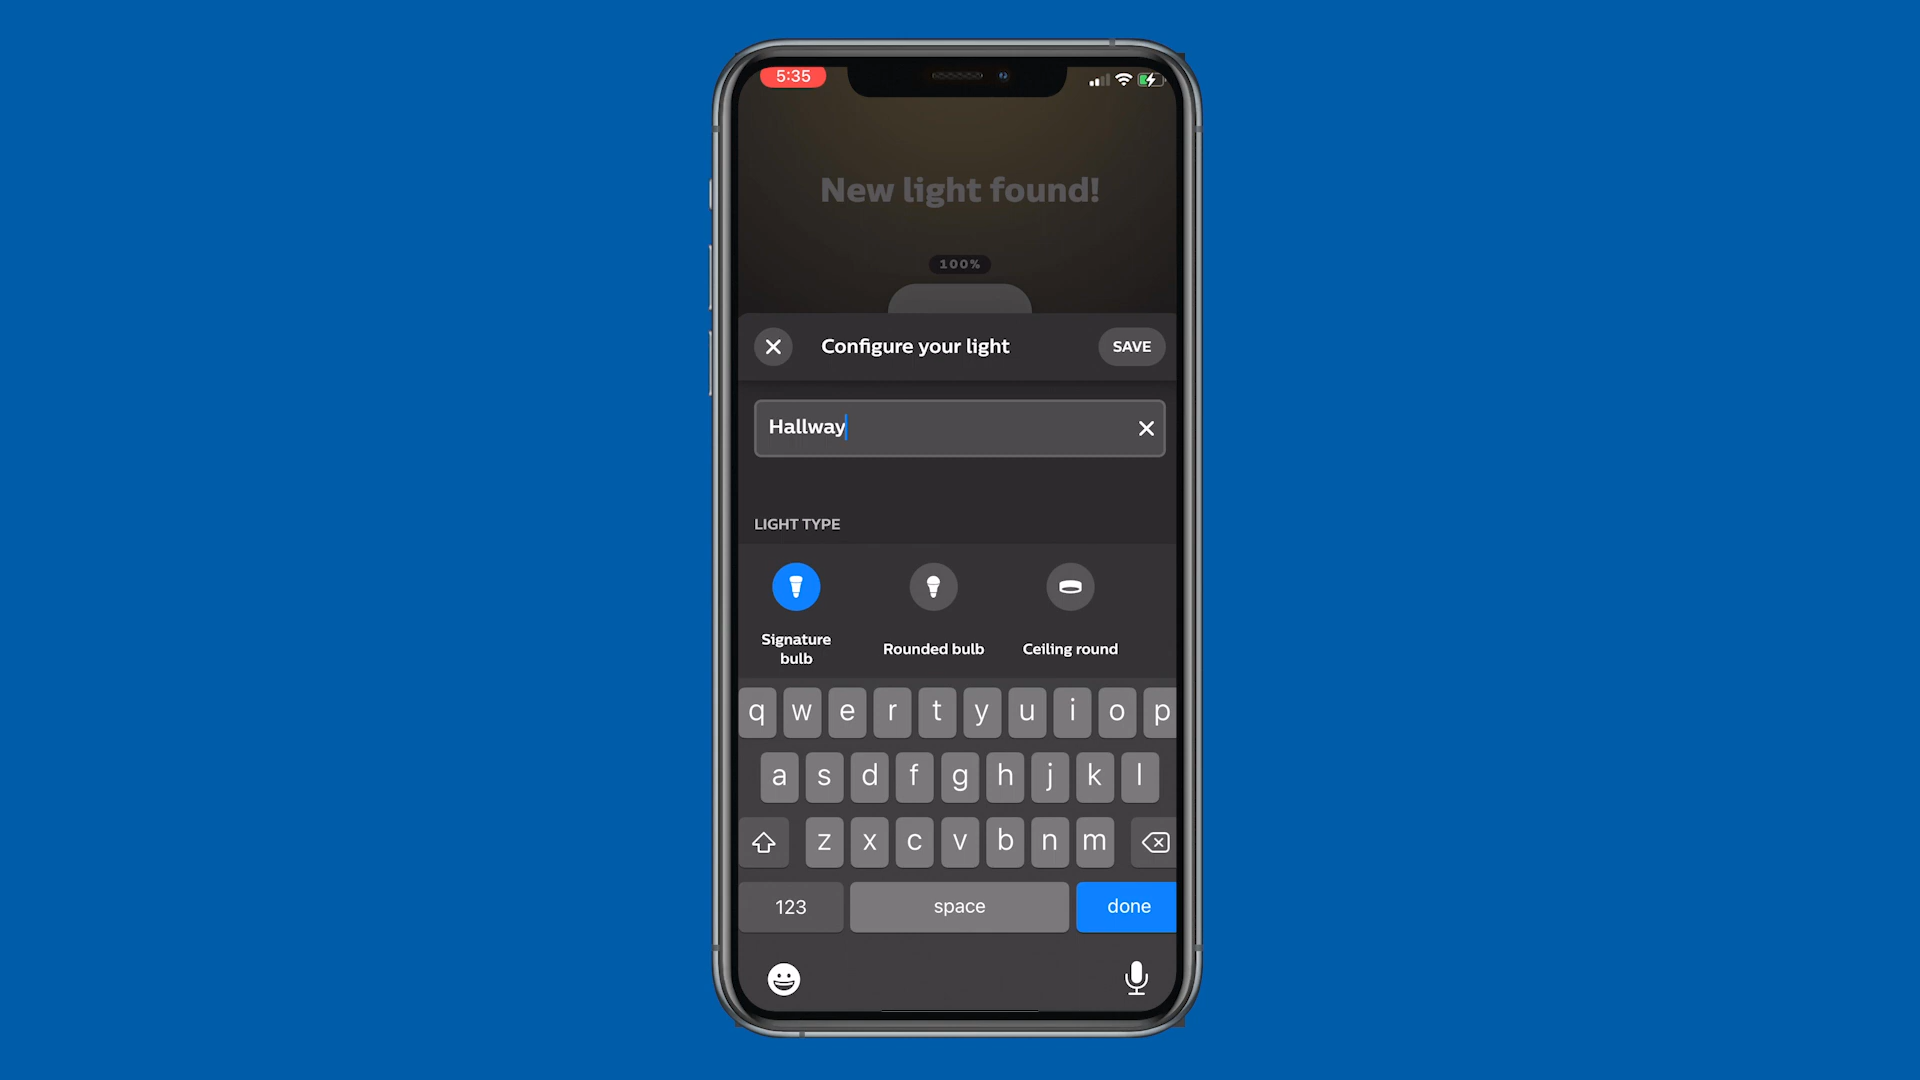 5:35
New light found!
100%
Configure your light
SAVE
Hallway
LIGHT TYPE
Signature
bulb
Rounded bulb
Ceiling round
q w e r t y u i o p
a s d f g h j k l
z x c v b n m
123
space
done